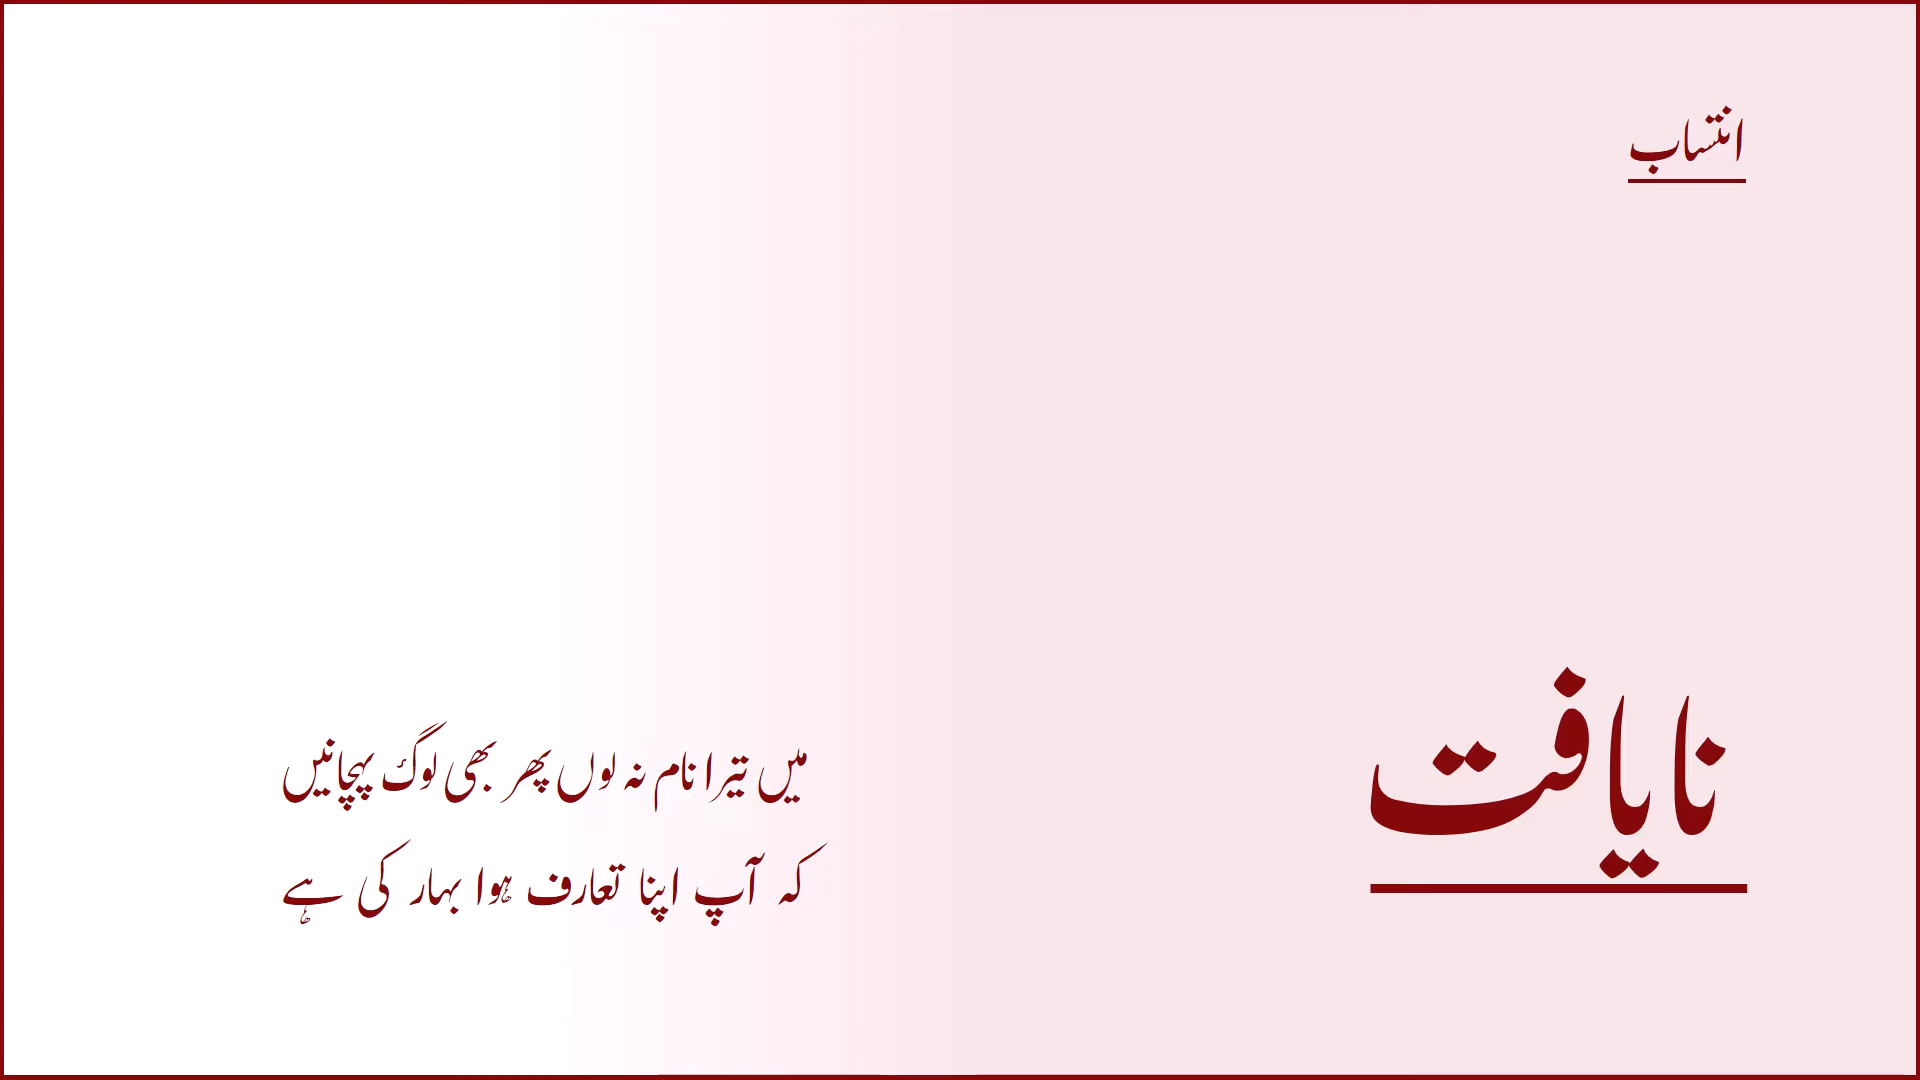 انتساب
نایافت
میں تیرا نام نہ لوں پھر بھی لوگ پہچانیں
کہ آپ اپنا تعارف ہوا بہار کی ہے